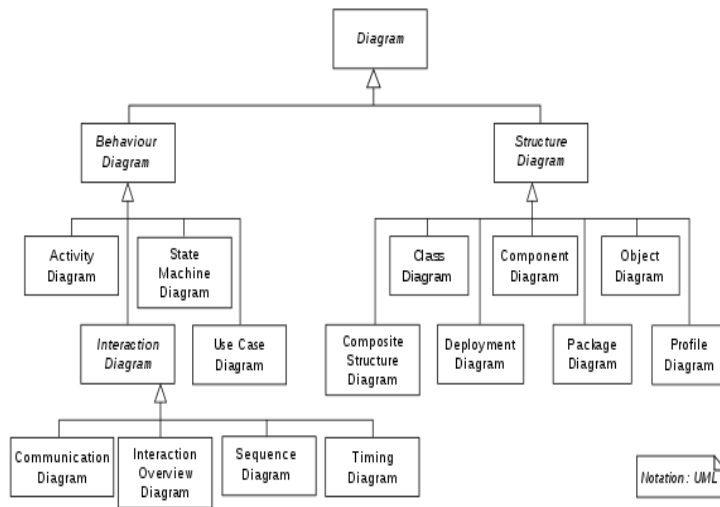 Diagram
Behaviour
Diagram
Structure
Diagram
Activity
Diagram
State
Machine
Diagram
Class
Diagram
Component
Diagram
Object
Diagram
Interaction
Diagram
Use Case
Diagram
Composite
Structure
Diagram
Deployment
Diagram
Package
Diagram
Profile
Diagram
Communication
Diagram
Interaction
Overview
Diagram
Sequence
Diagram
Timing
Diagram
Notation: UML